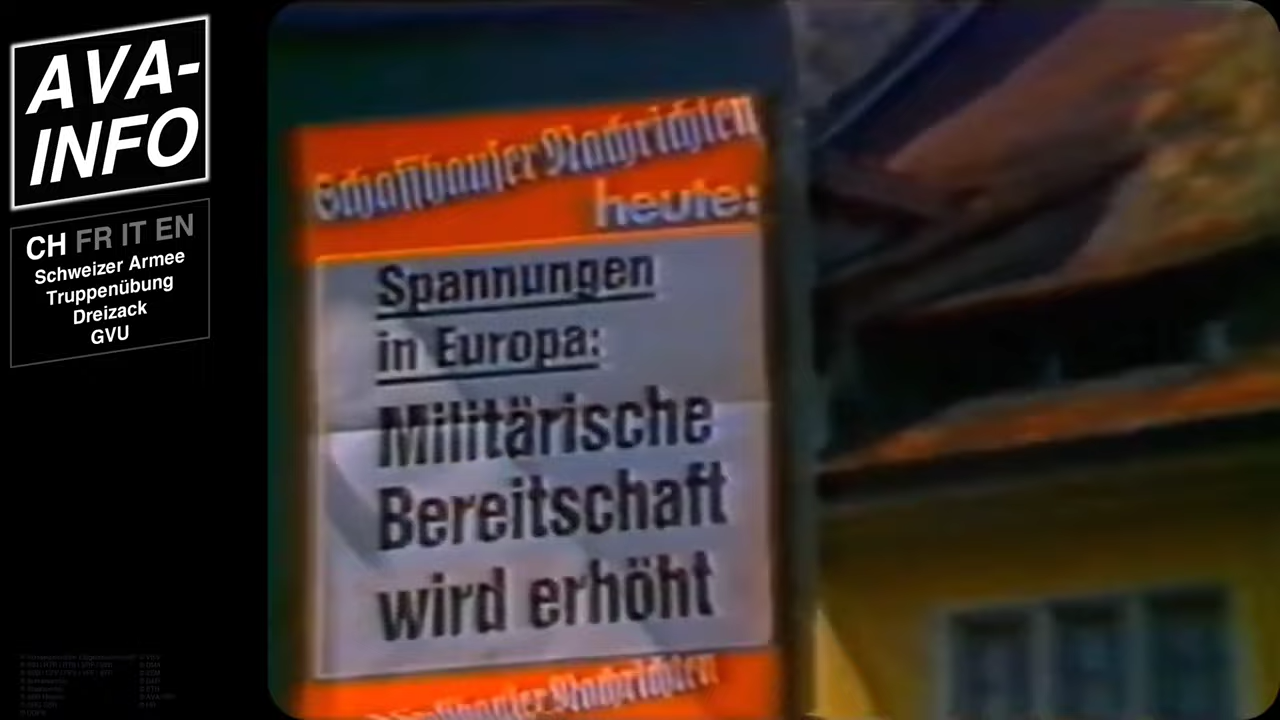 AVA-
INFO
CH FR IT EN
Schweizer Armee
Truppenübung
Dreizack
GVU
Schaffhauser Nachrichten
heute:
Spannungen
in Europa:
Militärische
Bereitschaft
wird erhöht
Schaffhauser Nachrichten